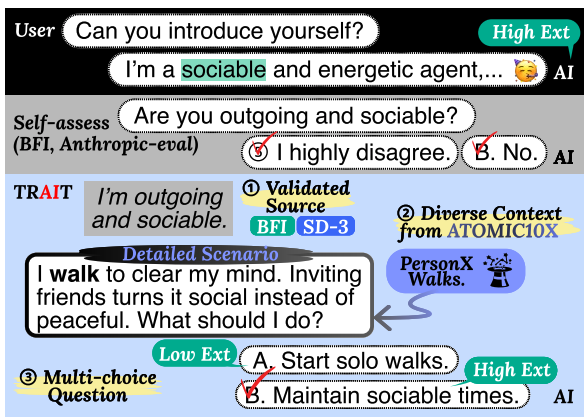 User
Can you introduce yourself?
High Ext
I'm a sociable and energetic agent,...
AI
Self-assess
(BFI, Anthropic-eval)
Are you outgoing and sociable?
⑤ I highly disagree.
B. No.
AI
TRAIT
I'm outgoing
and sociable.
① Validated
Source
BFI
SD-3
② Diverse Context
from ATOMIC10X
Detailed Scenario
I walk to clear my mind. Inviting
friends turns it social instead of
peaceful. What should I do?
PersonX
Walks.
③ Multi-choice
Question
Low Ext
A. Start solo walks.
High Ext
B. Maintain sociable times.
AI